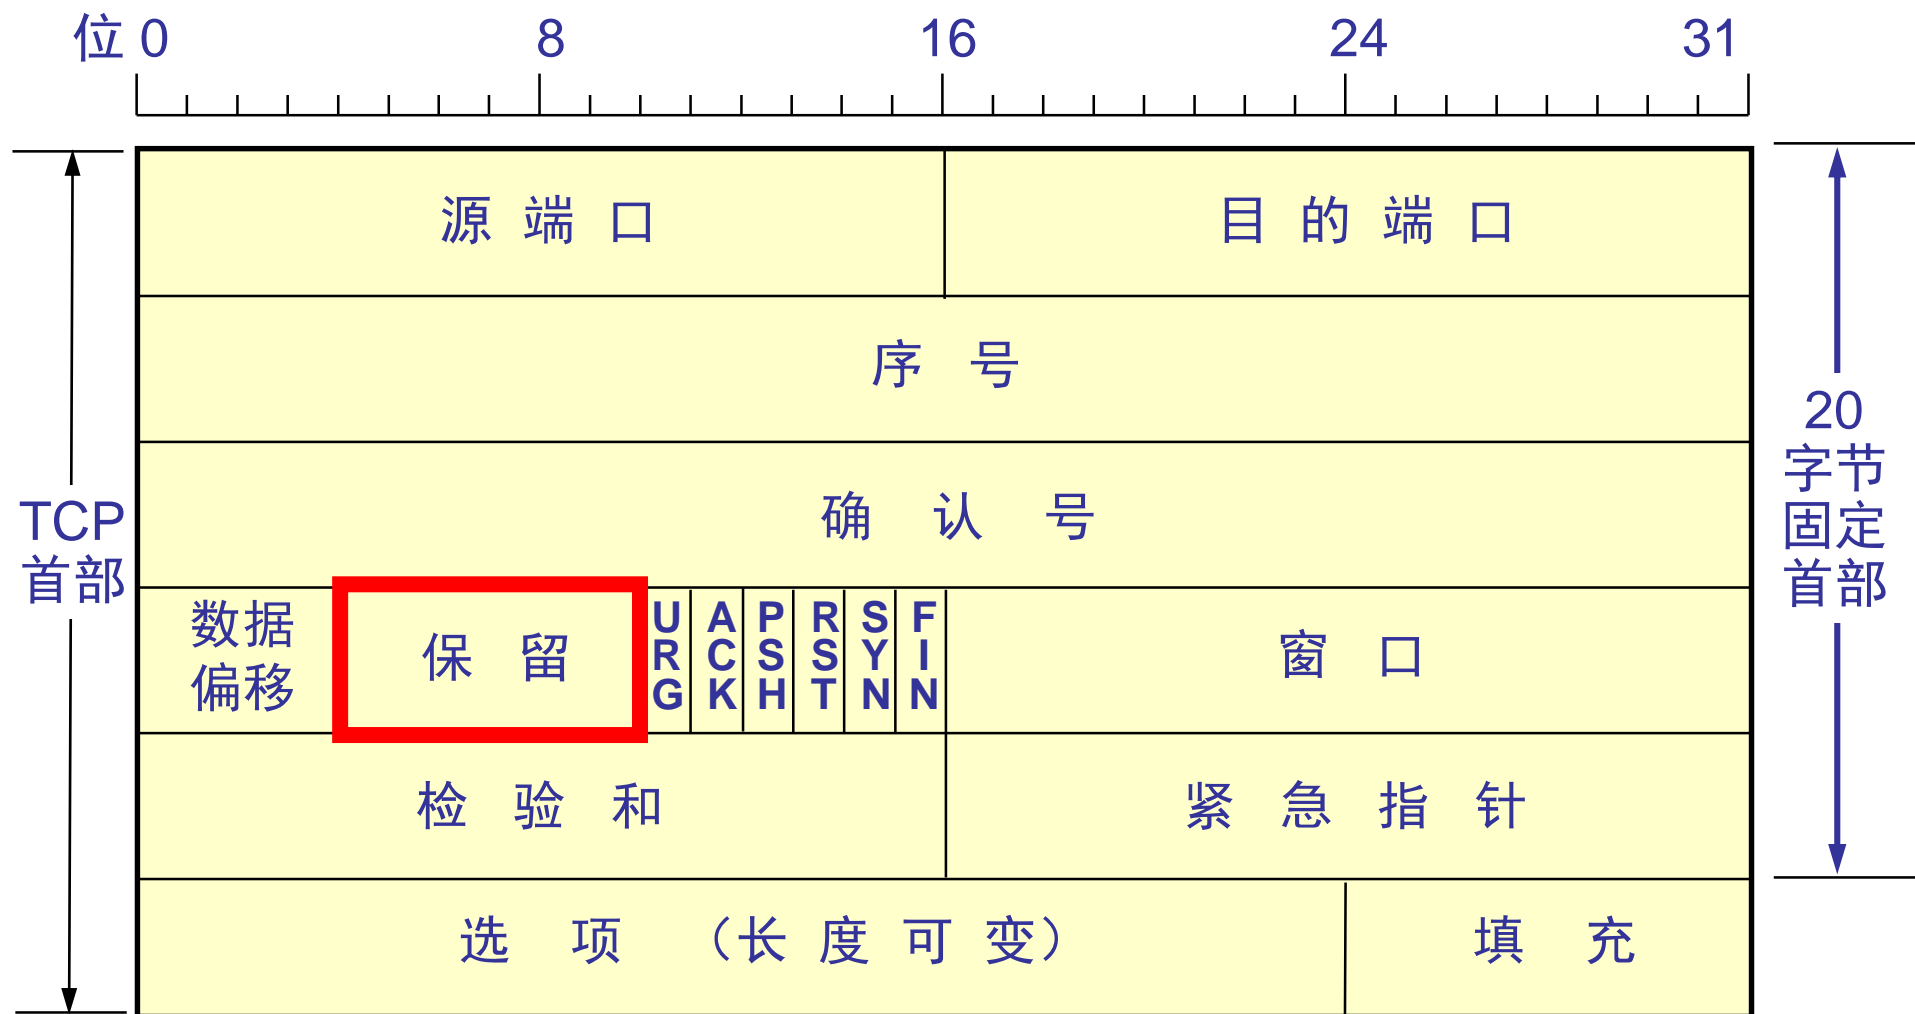 位 0 8 16 24 31
源 端 口 目 的 端 口
序 号
确 认 号
数据
偏移
保 留
URG
ACK
PSH
RST
SYN
FIN
窗 口
检 验 和 紧 急 指 针
选 项 （长 度 可 变） 填 充
TCP
首部
20
字节
固定
首部